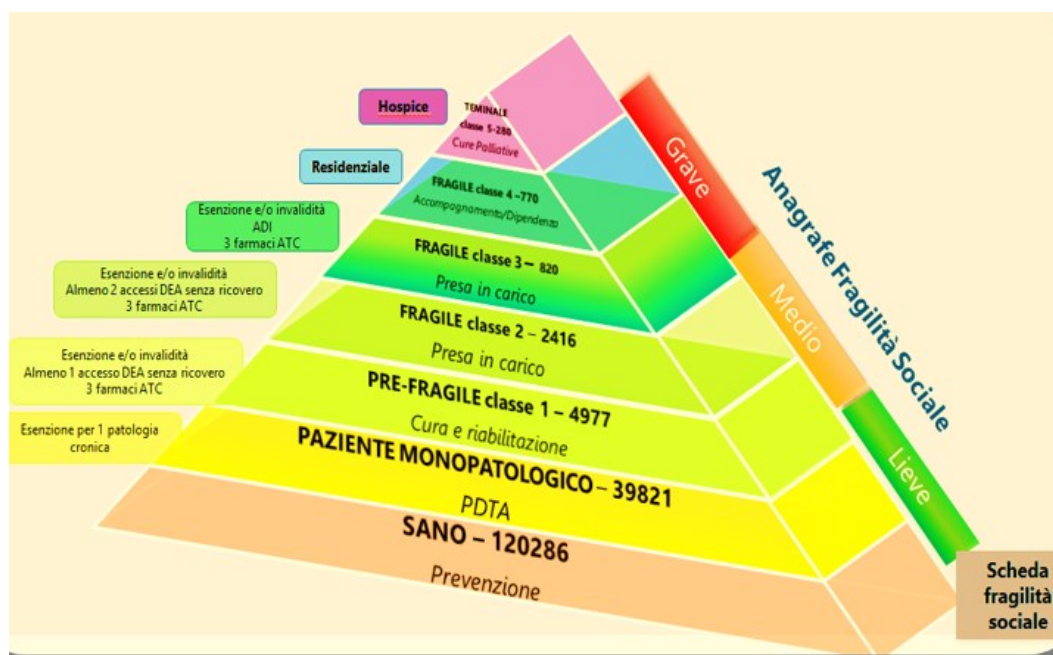 Hospice
TEMINALE
classe 5-280
Cure Palliative
Residenziale
FRAGILE classe 4 –770
Accompagnamento/Dipendenza
Esenzione e/o invalidità
ADI
3 farmaci ATC
FRAGILE classe 3 – 820
Presa in carico
Esenzione e/o invalidità
Almeno 2 accessi DEA senza ricovero
3 farmaci ATC
FRAGILE classe 2 – 2416
Presa in carico
Esenzione e/o invalidità
Almeno 1 accesso DEA senza ricovero
3 farmaci ATC
PRE-FRAGILE classe 1 – 4977
Cura e riabilitazione
Esenzione per 1 patologia
cronica
PAZIENTE MONOPATOLOGICO – 39821
PDTA
SANO – 120286
Prevenzione
Grave
Medio
Lieve
Anagrafe Fragilità Sociale
Scheda
fragilità
sociale